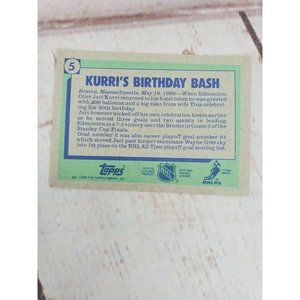 5
KURRI'S BIRTHDAY BASH
Boston, Massachusetts, May 18, 1990—When Edmonton
Oiler Jari Kurri returned to his hotel room he was greeted
with 200 balloons and a big cake from wife Tina celebrat-
ing his 30th birthday.
Jari however kicked off his own celebration hours earlier
as he scored three goals and two assists in leading
Edmonton to a 7-2 victory over the Bruins in Game 2 of the
Stanley Cup Finals.
Goal number 2 was also career playoff goal number 91
which moved Jari past former teammate Wayne Gretzky
into 1st place on the NHL All-Time playoff goal scoring list.
TOPPS
NHLPA